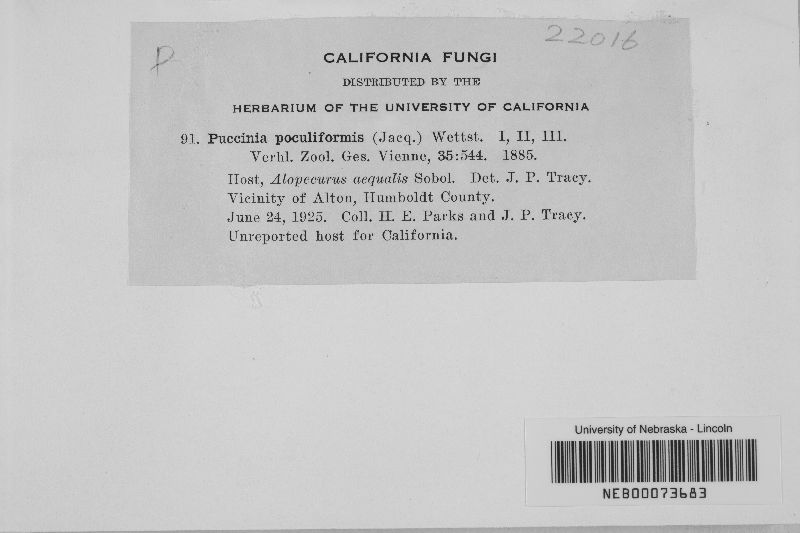 P
22016
CALIFORNIA FUNGI
DISTRIBUTED BY THE
HERBARIUM OF THE UNIVERSITY OF CALIFORNIA
91. Puccinia poculiformis (Jacq.) Wettst. I, II, III.
Verhl. Zool. Ges. Vienne, 35:544. 1885.
Host, Alopecurus aequalis Sobol. Det. J. P. Tracy.
Vicinity of Alton, Humboldt County.
June 24, 1925. Coll. H. E. Parks and J. P. Tracy.
Unreported host for California.
University of Nebraska - Lincoln
NEB00073683